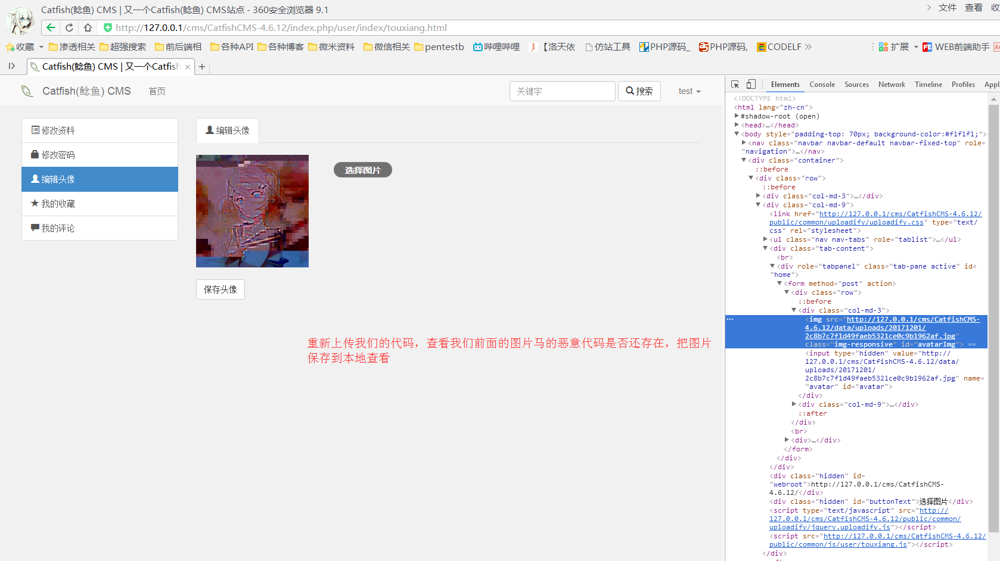 Catfish(鲶鱼) CMS | 又一个Catfish(鲶鱼) CMS站点 - 360安全浏览器 9.1
文件 查看 收
http://127.0.0.1/cms/CatfishCMS-4.6.12/index.php/user/index/touxiang.html
收藏 渗透相关 超强搜索 前后端相 各种API 各种博客 微米资料 微信相关 pentestb 哔哩哔哩 【洛天依 仿站工具 PHP源码_ PHP源码, CODELF » 扩展 WEB前端助手
Catfish(鲶鱼) CMS | 又一个Catfish × +
Catfish(鲶鱼) CMS 首页 关键字 搜索 test
修改资料
修改密码
编辑头像
我的收藏
我的评论
编辑头像
选择图片
保存头像
重新上传我们的代码，查看我们前面的图片马的恶意代码是否还存在，把图片
保存到本地查看
Elements Console Sources Network Timeline Profiles Appl
<!DOCTYPE html>
<html lang="zh-cn">
#shadow-root (open)
<head>…</head>
<body style="padding-top: 70px; background-color:#f1f1f1;">
<nav class="navbar navbar-default navbar-fixed-top" role=
"navigation">…</nav>
<div class="container">
::before
<div class="row">
::before
<div class="col-md-3">…</div>
<div class="col-md-9">
<link href="http://127.0.0.1/cms/CatfishCMS-4.6.12/
public/common/uploadify/uploadify.css" type="text/
css" rel="stylesheet">
<ul class="nav nav-tabs" role="tablist">…</ul>
<div class="tab-content">
<br>
<div role="tabpanel" class="tab-pane active" id=
"home">
<form method="post" action>
<div class="row">
::before
<div class="col-md-3">
<img src="http://127.0.0.1/cms/CatfishCMS-
4.6.12/data/uploads/20171201/
2c8b7c7f1d49faeb5321ce0c9b1962af.jpg"
class="img-responsive" id="avatarImg"> ==
<input type="hidden" value="http://
127.0.0.1/cms/CatfishCMS-4.6.12/data/
uploads/20171201/
2c8b7c7f1d49faeb5321ce0c9b1962af.jpg" name=
"avatar" id="avatar">
</div>
<div class="col-md-9">…</div>
::after
</div>
<br>
<div>…</div>
</form>
</div>
</div>
<div class="hidden" id=
"webroot">http://127.0.0.1/cms/CatfishCMS-
4.6.12/</div>
<div class="hidden" id="buttonText">选择图片</div>
<script type="text/javascript" src="http://
127.0.0.1/cms/CatfishCMS-4.6.12/public/common/
uploadify/jquery.uploadify.js"></script>
<script src="http://127.0.0.1/cms/CatfishCMS-4.6.12/
public/common/js/user/touxiang.js"></script>
</div>